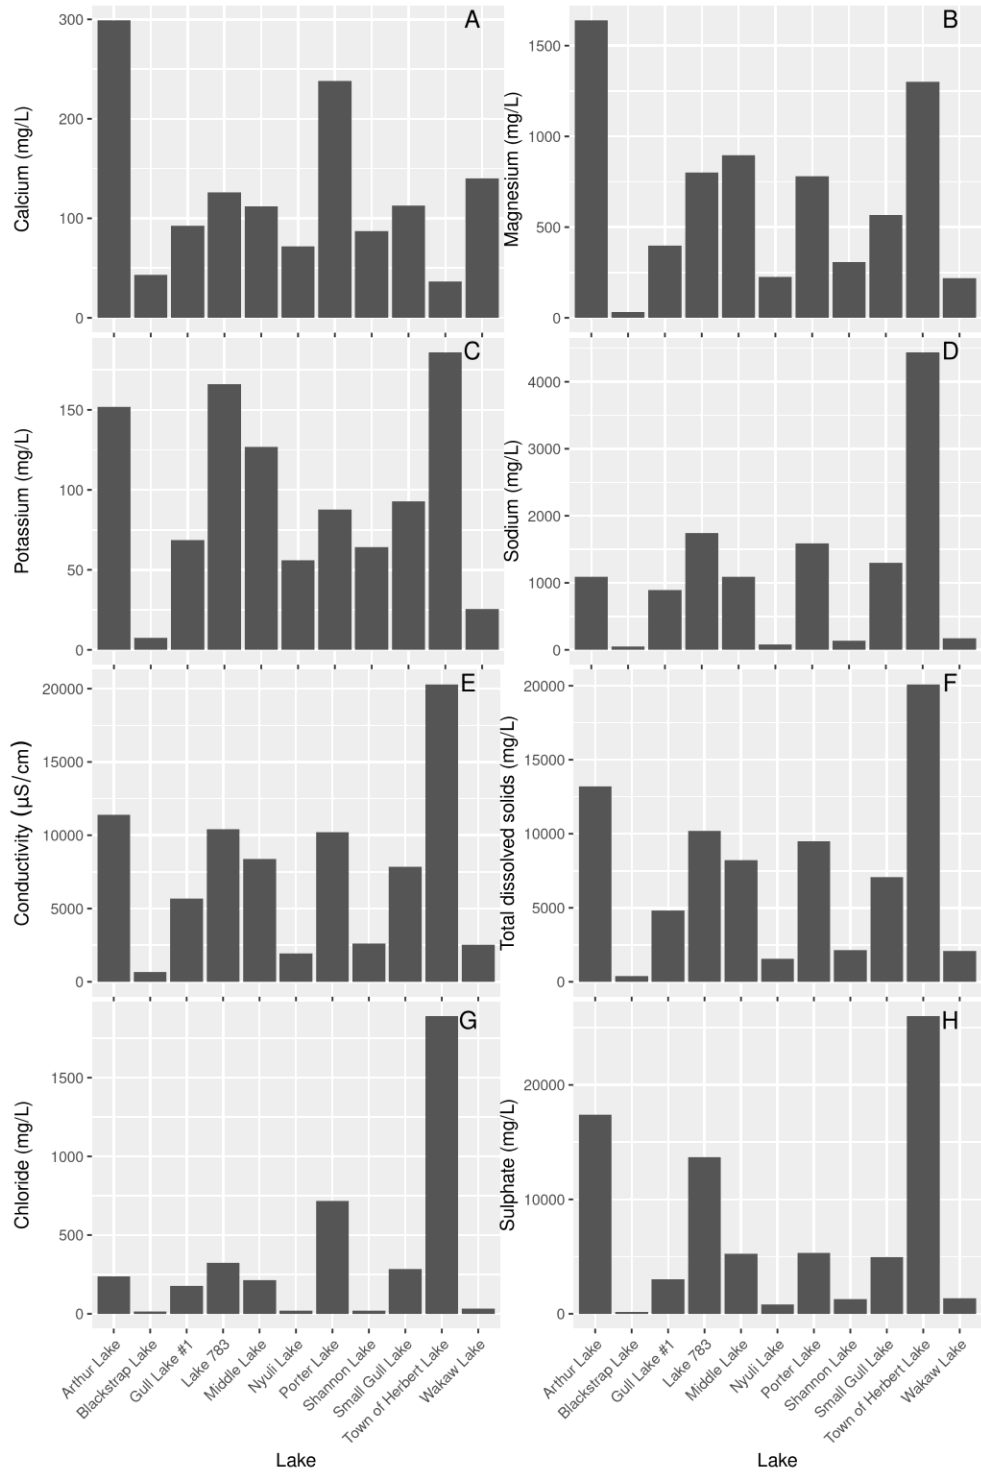 A
Calcium (mg/L)
300
200
100
0
B
Magnesium (mg/L)
1500
1000
500
0
C
Potassium (mg/L)
150
100
50
0
D
Sodium (mg/L)
4000
3000
2000
1000
0
E
Conductivity (µS/cm)
20000
15000
10000
5000
0
F
Total dissolved solids (mg/L)
20000
15000
10000
5000
0
G
Chloride (mg/L)
1500
1000
500
0
H
Sulphate (mg/L)
20000
10000
0
Arthur Lake
Blackstrap Lake
Gull Lake #1
Lake 783
Middle Lake
Nyuli Lake
Porter Lake
Shannon Lake
Small Gull Lake
Town of Herbert Lake
Wakaw Lake
Lake
Arthur Lake
Blackstrap Lake
Gull Lake #1
Lake 783
Middle Lake
Nyuli Lake
Porter Lake
Shannon Lake
Small Gull Lake
Town of Herbert Lake
Wakaw Lake
Lake